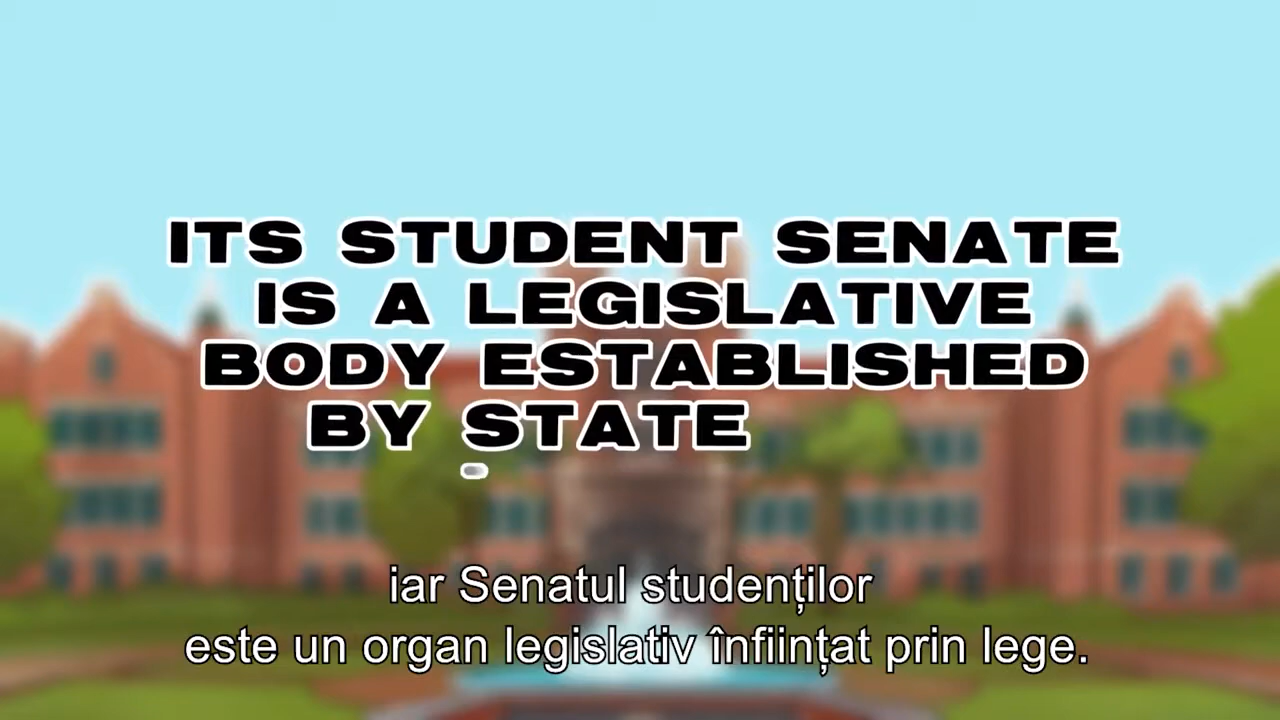 ITS STUDENT SENATE
IS A LEGISLATIVE
BODY ESTABLISHED
BY STATE
iar Senatul studenților
este un organ legislativ înființat prin lege.